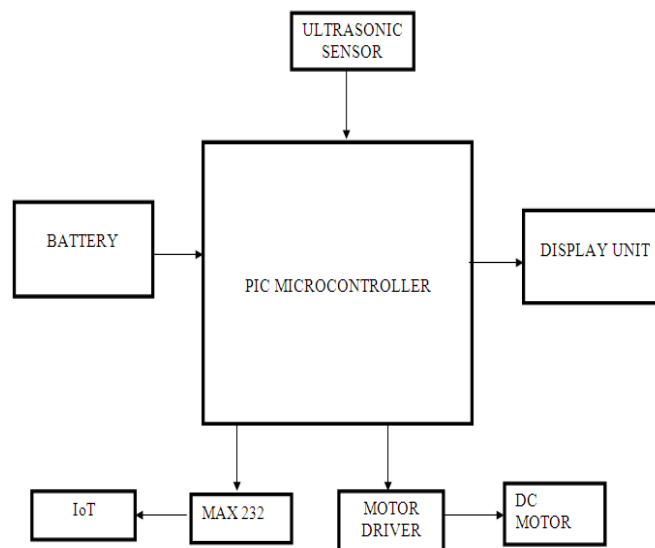 ULTRASONIC
SENSOR
BATTERY
PIC MICROCONTROLLER
DISPLAY UNIT
IoT
MAX 232
MOTOR
DRIVER
DC
MOTOR